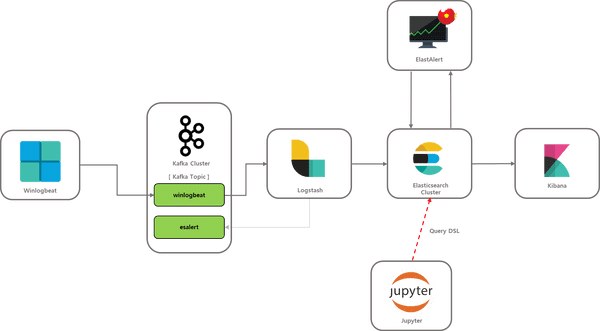 ElastAlert
Winlogbeat
Kafka Cluster
[ Kafka Topic ]
winlogbeat
esalert
Logstash
Elasticsearch
Cluster
Kibana
Query DSL
jupyter
Jupyter